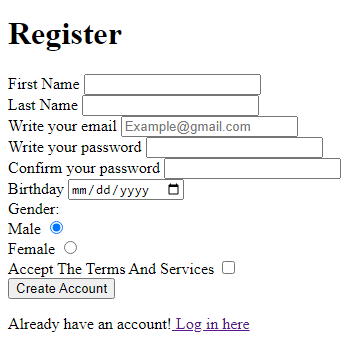 Register
First Name
Last Name
Write your email Example@gmail.com
Write your password
Confirm your password
Birthday mm/dd/yyyy
Gender:
Male
Female
Accept The Terms And Services
Create Account
Already have an account! Log in here